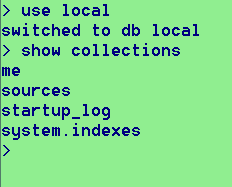 > use local
switched to db local
> show collections
me
sources
startup_log
system.indexes
>